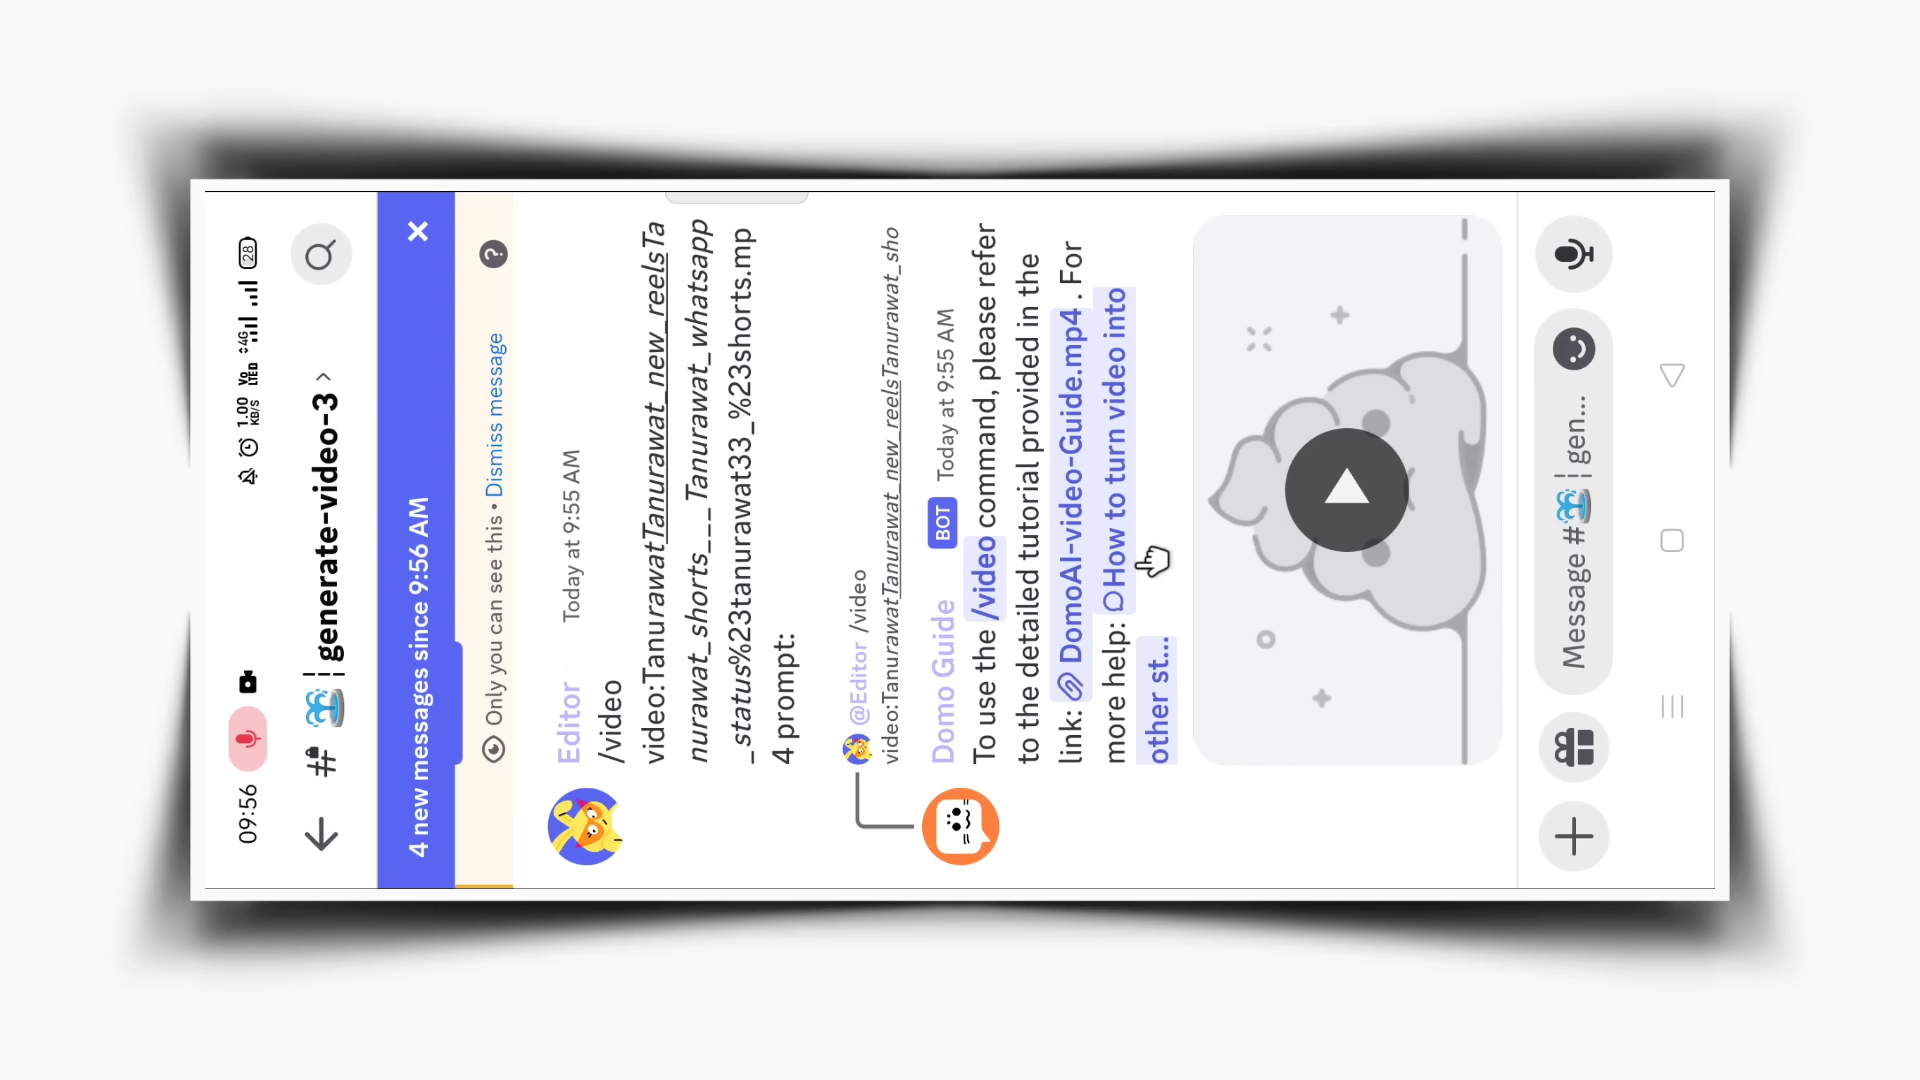 09:56 1.00 KB/S Vo LTED 4G 28
# generate-video-3 >
4 new messages since 9:56 AM ×
Only you can see this • Dismiss message ?
Editor Today at 9:55 AM
/video
video:TanurawatTanurawat_new_reelsTa
nurawat_shorts___Tanurawat_whatsapp
_status%23tanurawat33_%23shorts.mp
4 prompt:
@Editor /video
video:TanurawatTanurawat_new_reelsTanurawat_sho
Domo Guide BOT Today at 9:55 AM
To use the /video command, please refer
to the detailed tutorial provided in the
link: DomoAI-video-Guide.mp4 . For
more help: How to turn video into
other st...
Message # gen...